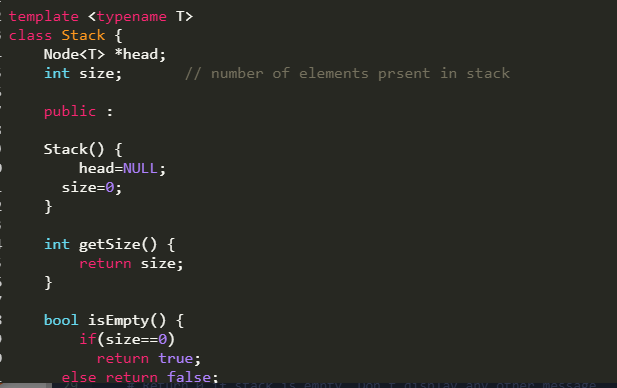 template <typename T>
class Stack {
    Node<T> *head;
    int size;       // number of elements prsent in stack
    public :
    Stack() {
        head=NULL;
      size=0;
    }
    int getSize() {
        return size;
    }
    bool isEmpty() {
        if(size==0)
          return true;
      else return false;